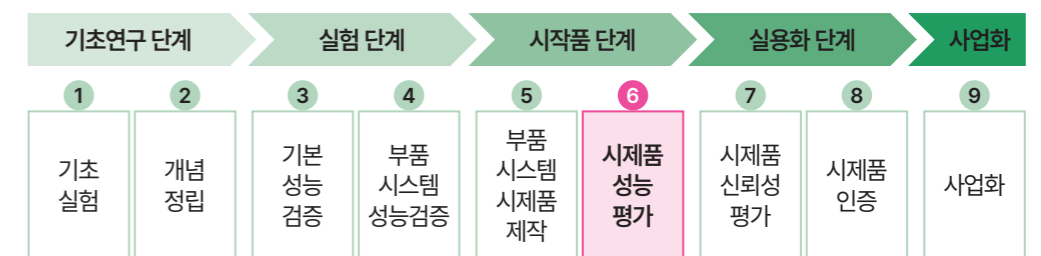 기초연구 단계
실험 단계
시작품 단계
실용화 단계
사업화
1
기초
실험
2
개념
정립
3
기본
성능
검증
4
부품
시스템
성능검증
5
부품
시스템
시제품
제작
6
시제품
성능
평가
7
시제품
신뢰성
평가
8
시제품
인증
9
사업화